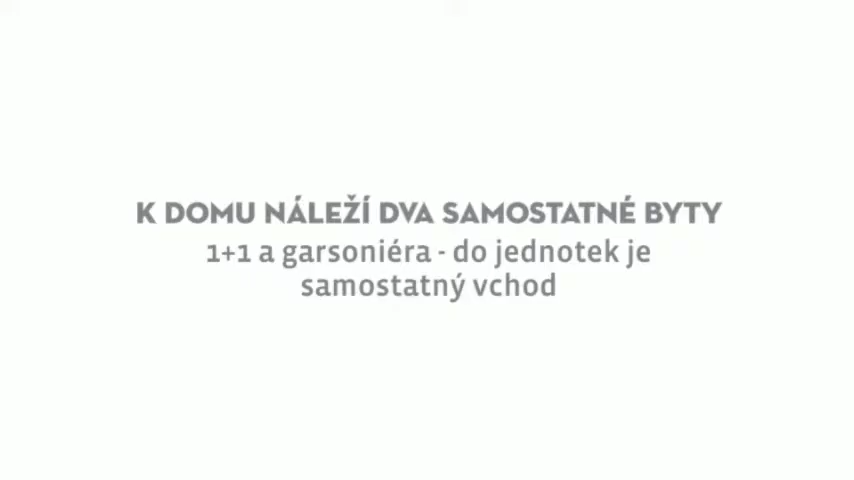 K DOMU NÁLEŽÍ DVA SAMOSTATNÉ BYTY
1+1 a garsoniéra - do jednotek je
samostatný vchod